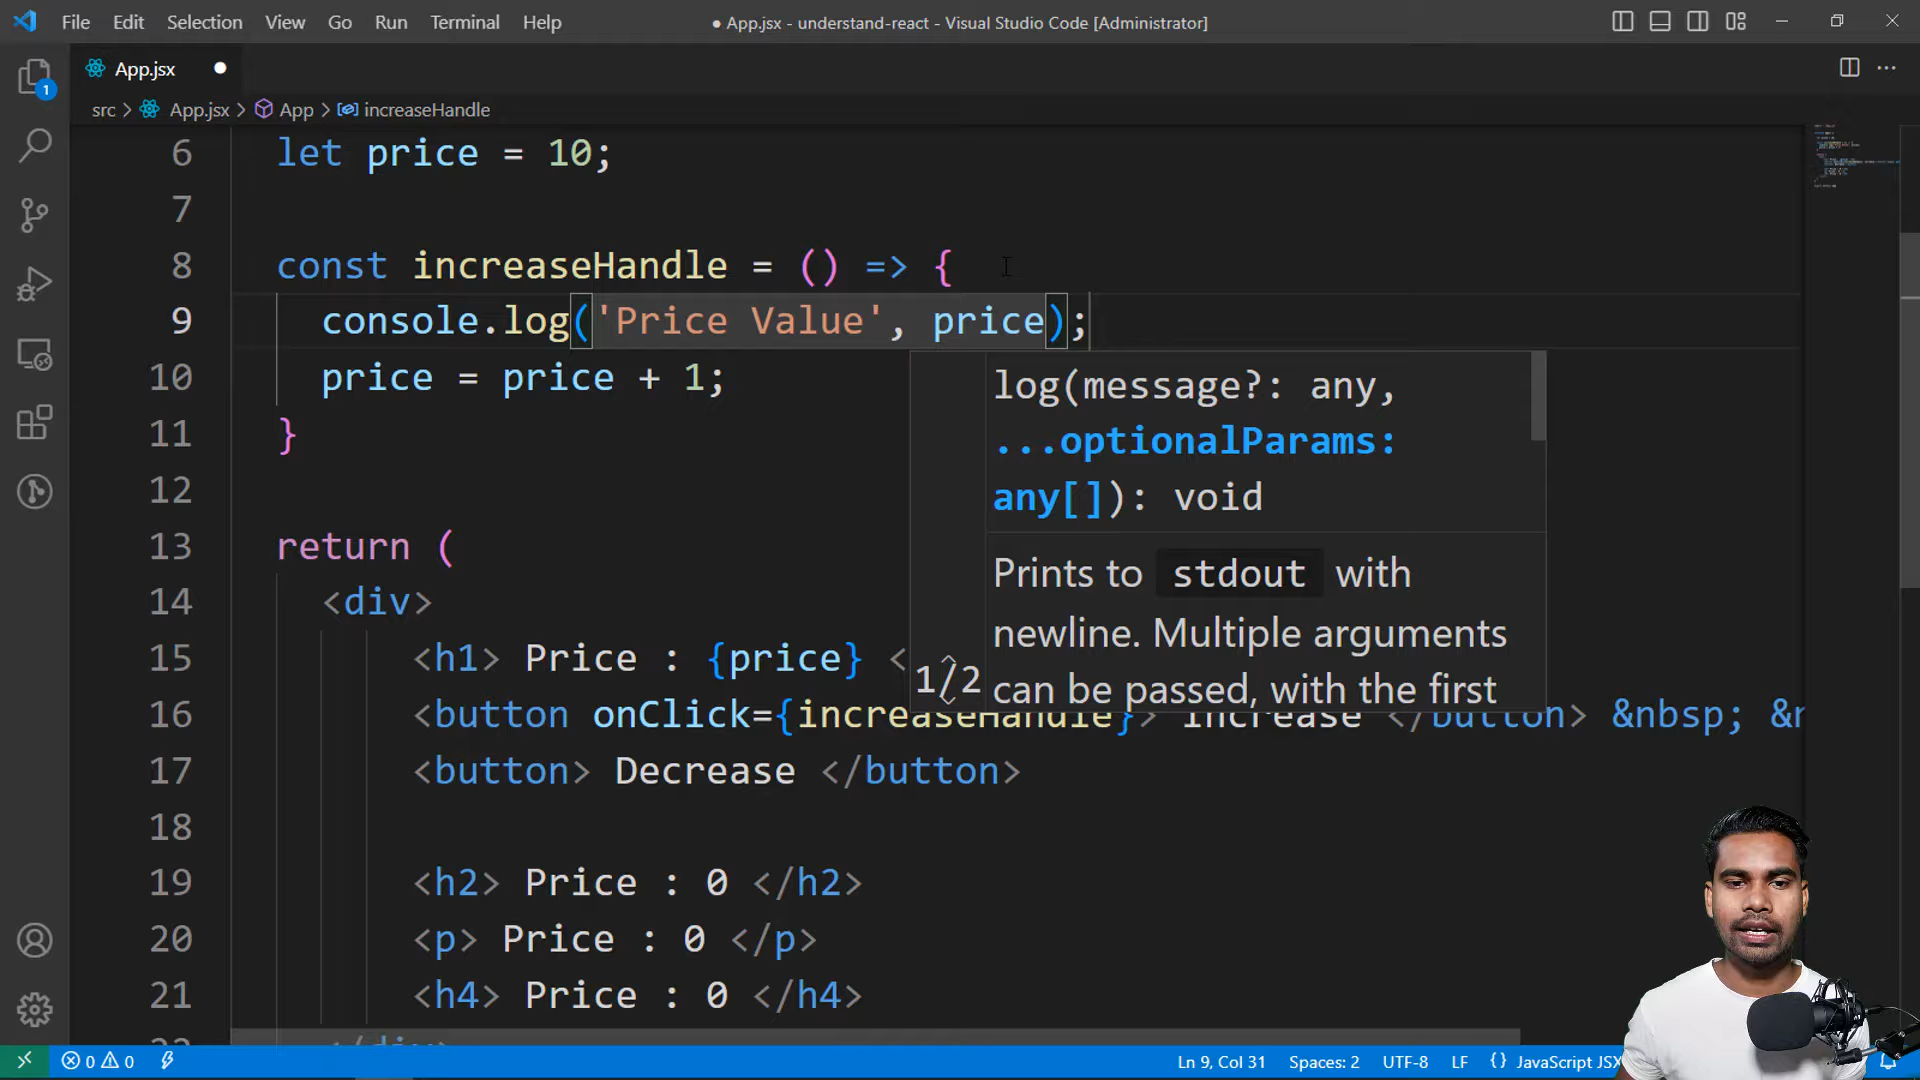 File Edit Selection View Go Run Terminal Help ● App.jsx - understand-react - Visual Studio Code [Administrator]
App.jsx ●
1
src > App.jsx > App > increaseHandle
6 let price = 10;
7
8 const increaseHandle = () => {
9 console.log('Price Value', price);
10 price = price + 1;
11 }
12
13 return (
14 <div>
15 <h1> Price : {price} <
16 <button onClick={increaseHandle}> Increase </button> &nbsp; &n
17 <button> Decrease </button>
18
19 <h2> Price : 0 </h2>
20 <p> Price : 0 </p>
21 <h4> Price : 0 </h4>
22 </div>
log(message?: any,
...optionalParams:
any[]): void
Prints to stdout with
newline. Multiple arguments
1/2 can be passed, with the first
0 0 Ln 9, Col 31 Spaces: 2 UTF-8 LF {} JavaScript JSX